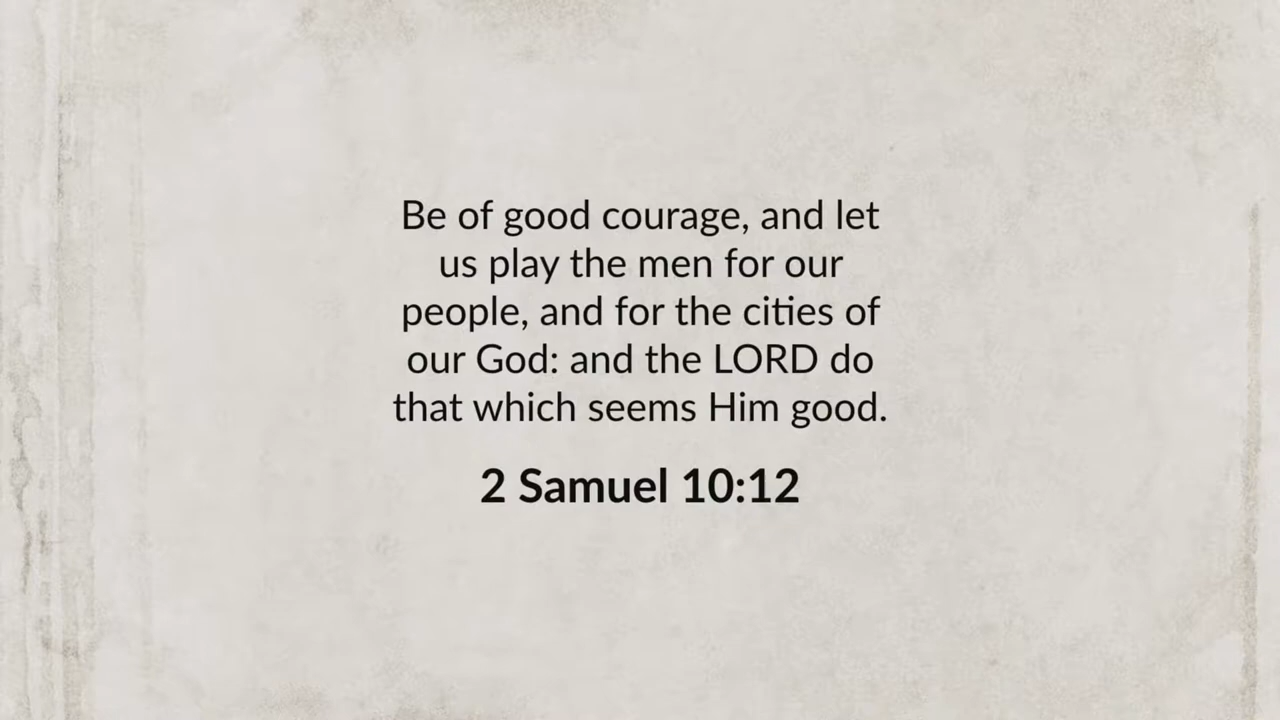 Be of good courage, and let
us play the men for our
people, and for the cities of
our God: and the LORD do
that which seems Him good.
2 Samuel 10:12